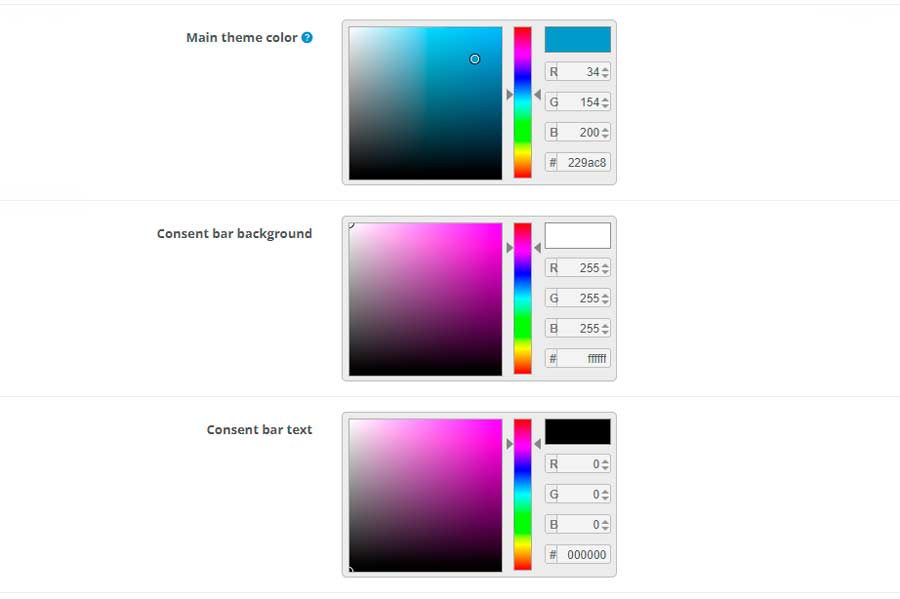 Main theme color ?
R 34
G 154
B 200
# 229ac8
Consent bar background
R 255
G 255
B 255
# ffffff
Consent bar text
R 0
G 0
B 0
# 000000